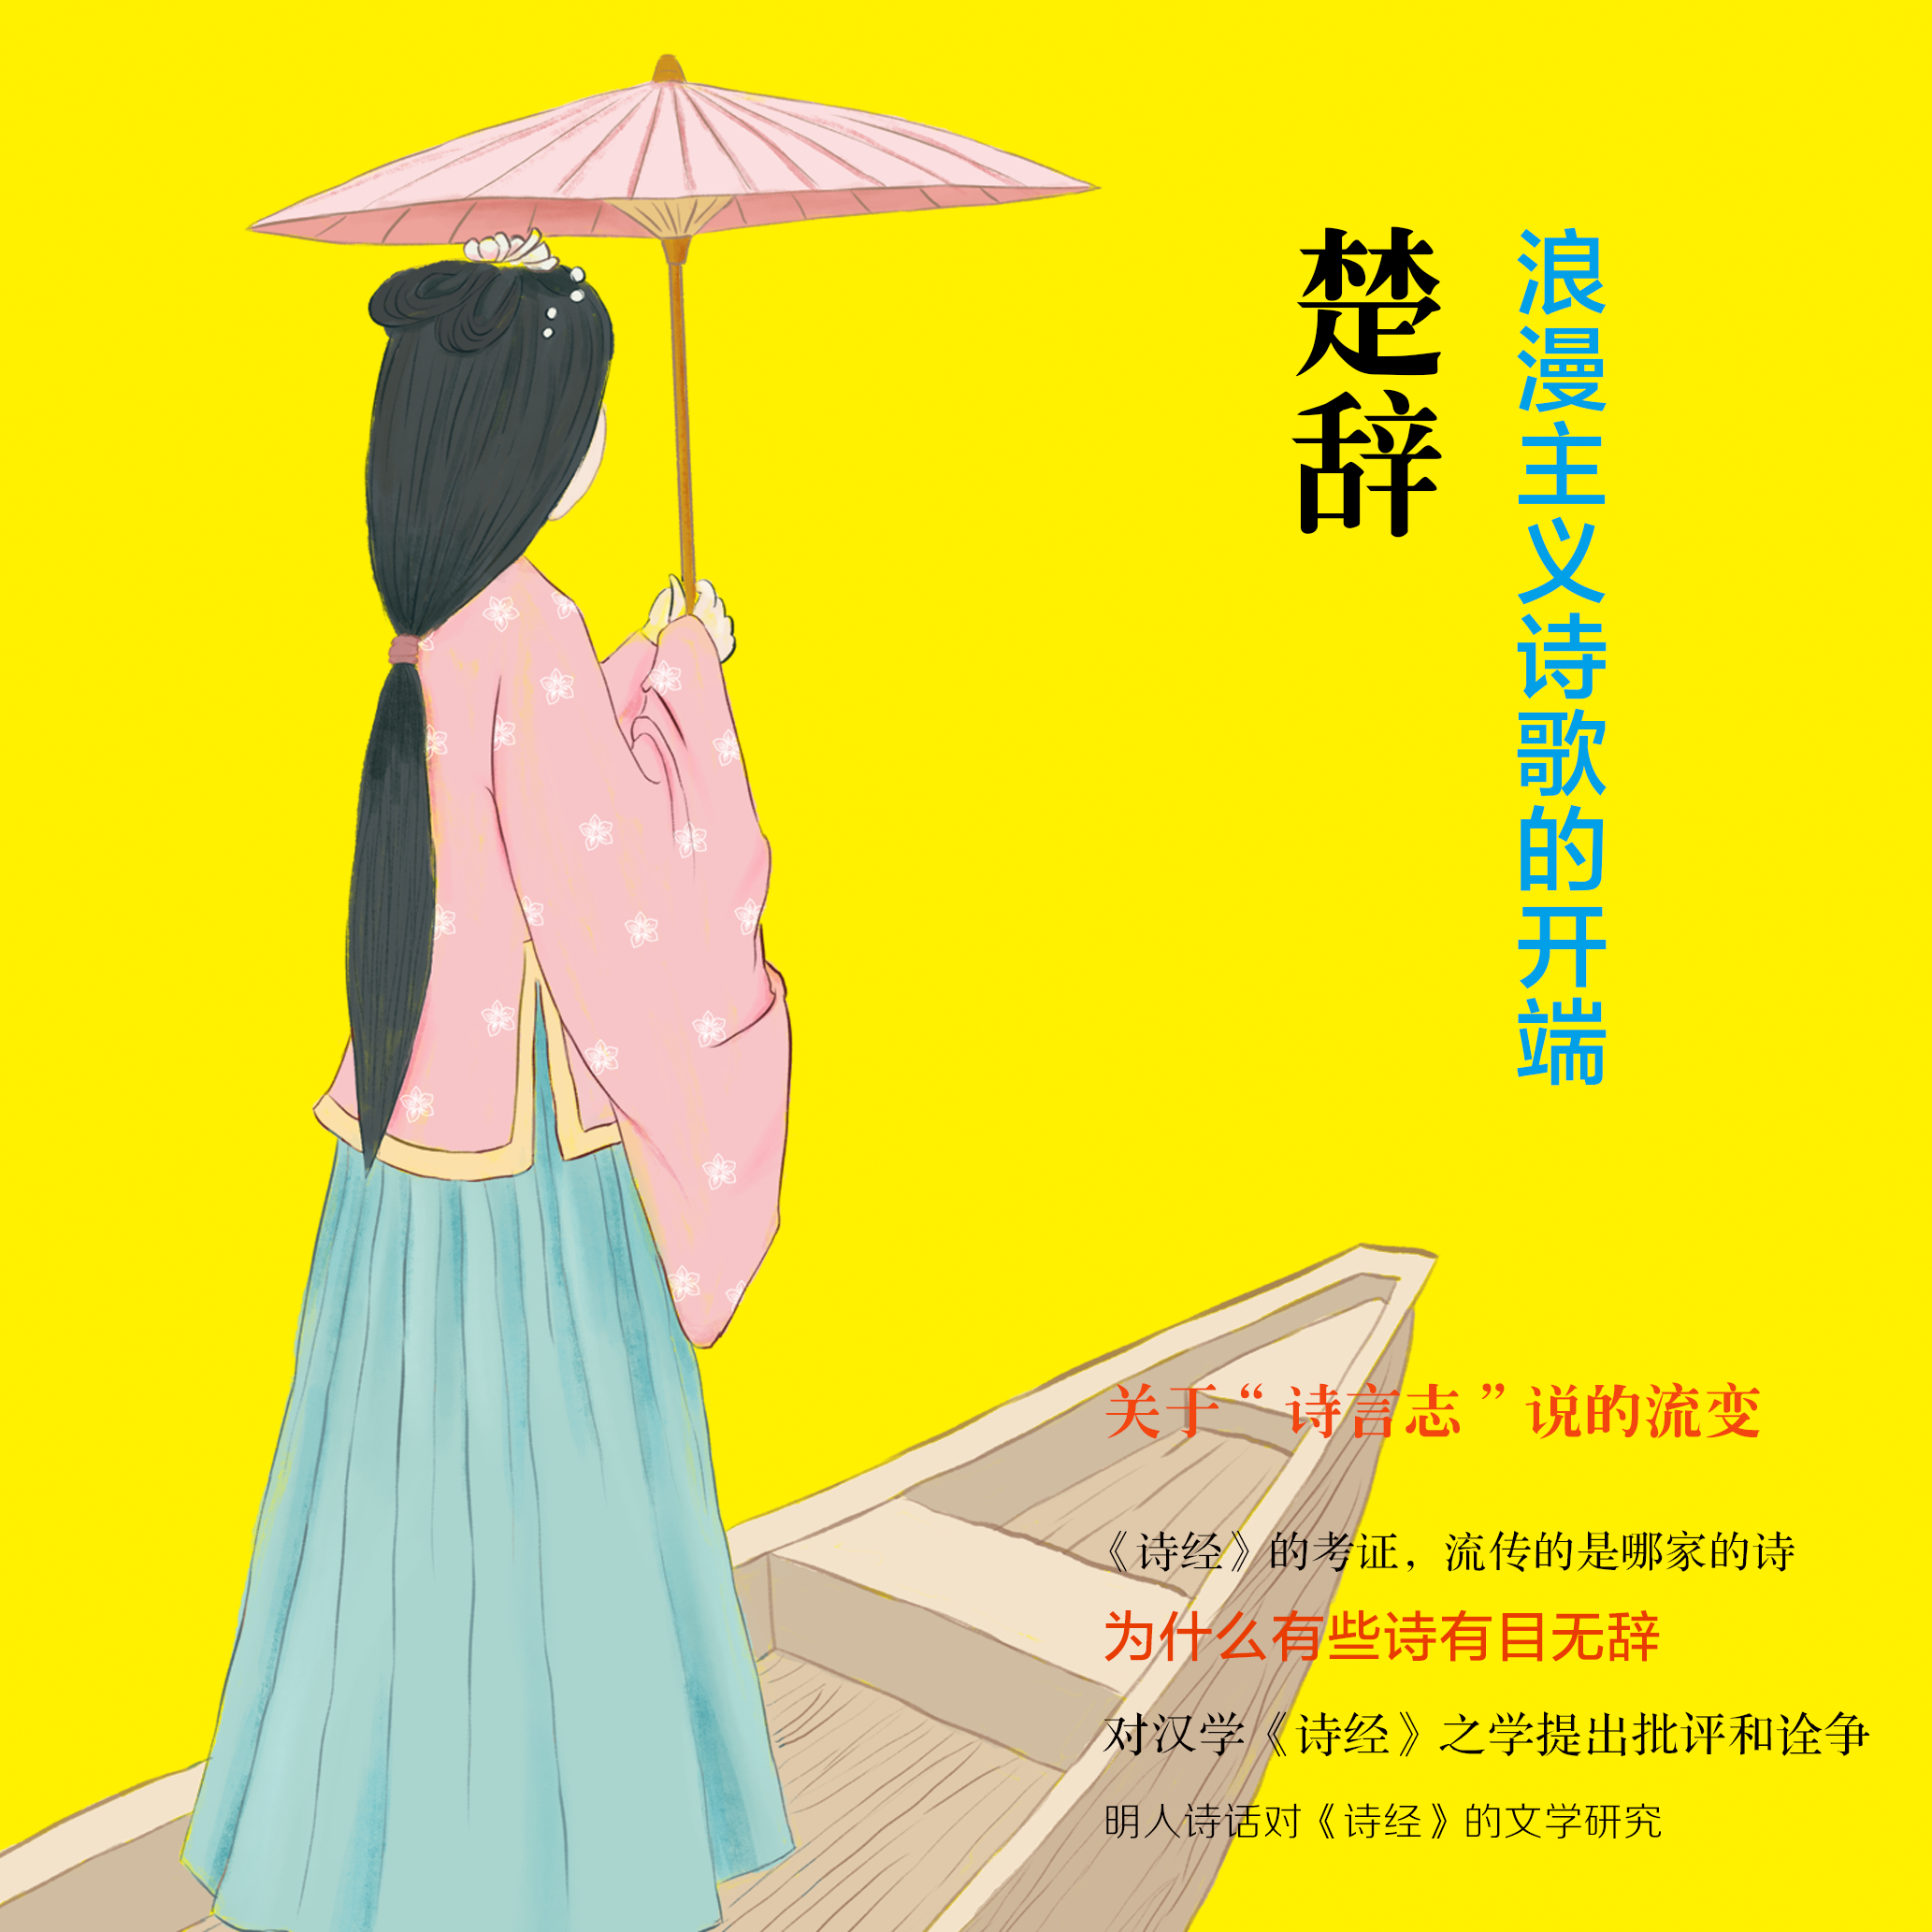 浪漫主义诗歌的开端
楚辞
关于“诗言志”说的流变
《诗经》的考证，流传的是哪家的诗
为什么有些诗有目无辞
对汉学《诗经》之学提出批评和诠争
明人诗话对《诗经》的文学研究